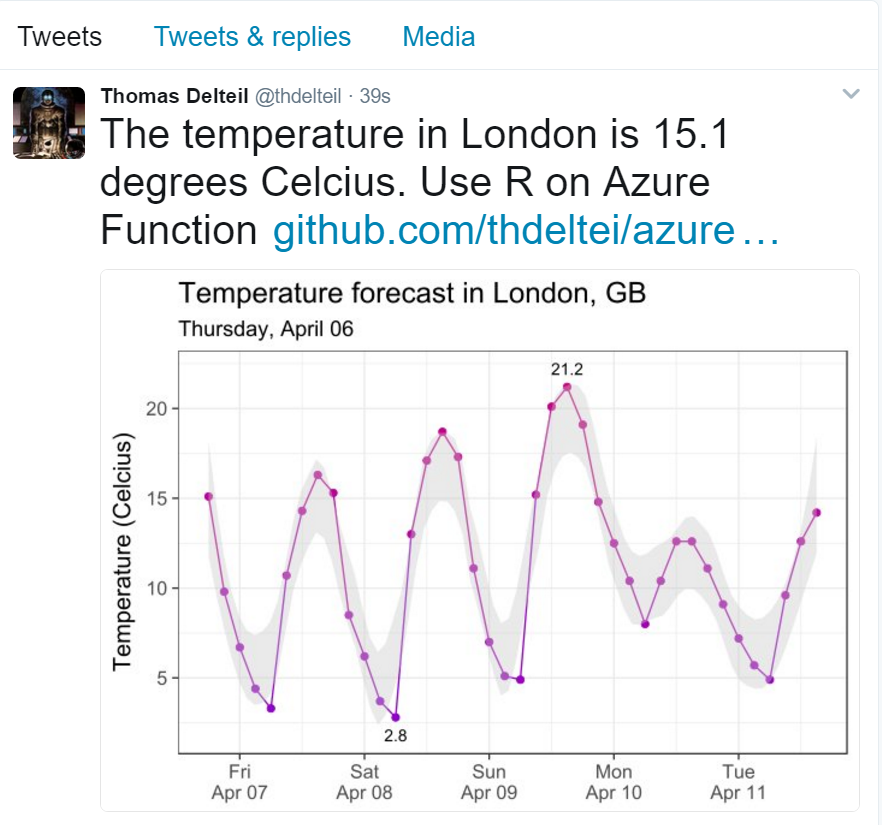 Tweets Tweets & replies Media
Thomas Delteil @thdelteil · 39s
The temperature in London is 15.1
degrees Celcius. Use R on Azure
Function github.com/thdeltei/azure…
Temperature forecast in London, GB
Thursday, April 06
21.2
20
15
10
5
Temperature (Celcius)
2.8
Fri Sat Sun Mon Tue
Apr 07 Apr 08 Apr 09 Apr 10 Apr 11